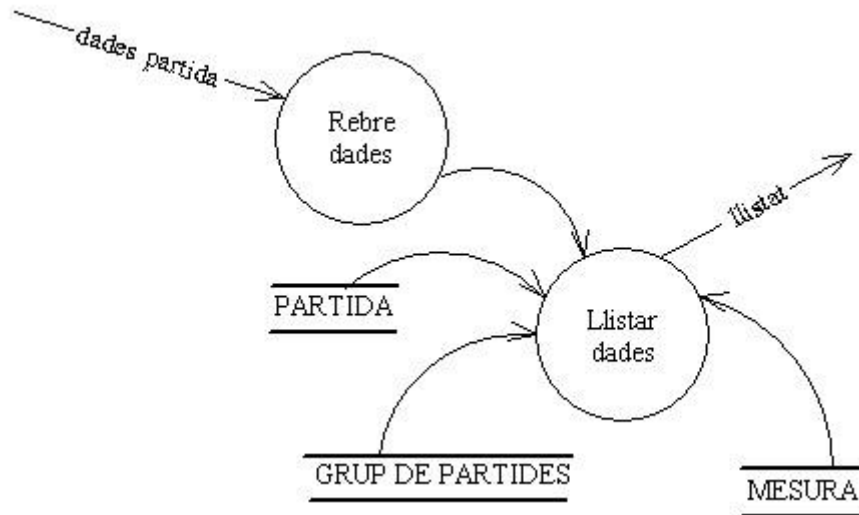 dades partida
Rebre
dades
llistat
PARTIDA
Llistar
dades
GRUP DE PARTIDES
MESURA